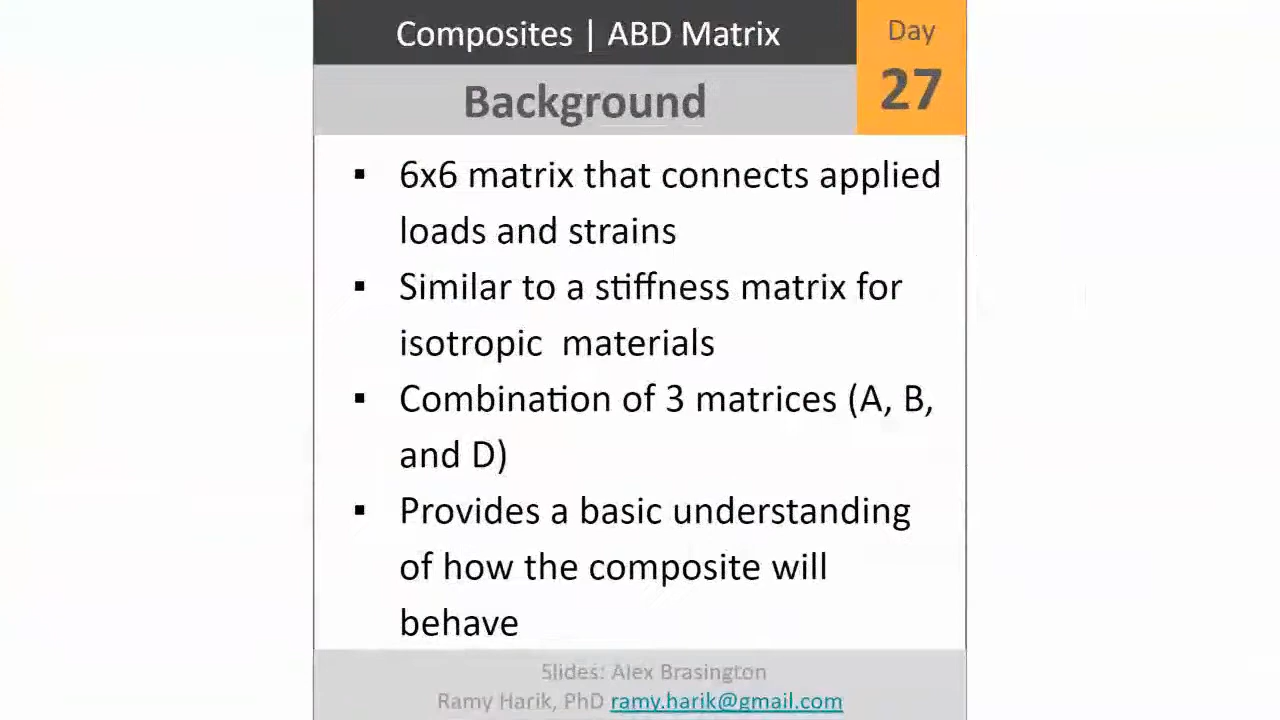 Composites | ABD Matrix
Day
27
Background
▪ 6x6 matrix that connects applied
loads and strains
▪ Similar to a stiffness matrix for
isotropic  materials
▪ Combination of 3 matrices (A, B,
and D)
▪ Provides a basic understanding
of how the composite will
behave
Slides: Alex Brasington
Ramy Harik, PhD ramy.harik@gmail.com